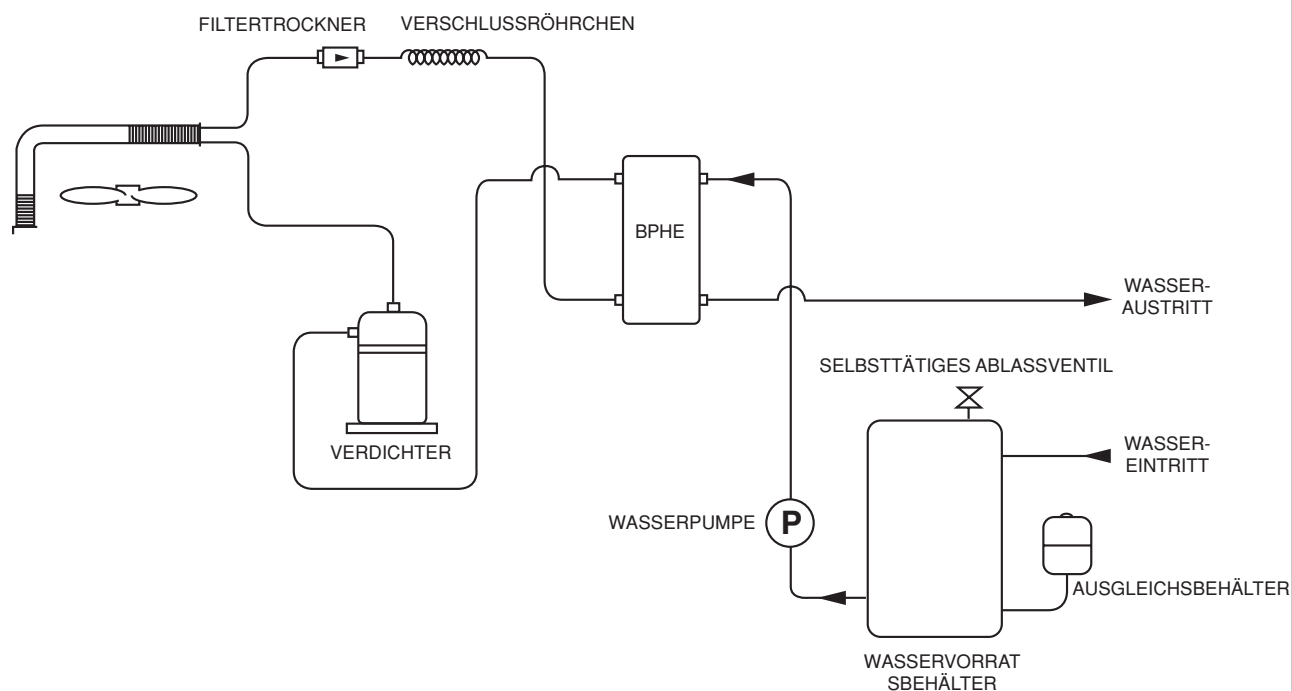 FILTERTROCKNER
VERSCHLUSSRÖHRCHEN
BPHE
WASSER-
AUSTRITT
SELBSTTÄTIGES ABLASSVENTIL
VERDICHTER
WASSER-
EINTRITT
WASSERPUMPE
P
AUSGLEICHSBEHÄLTER
WASSERVORRAT
SBEHÄLTER